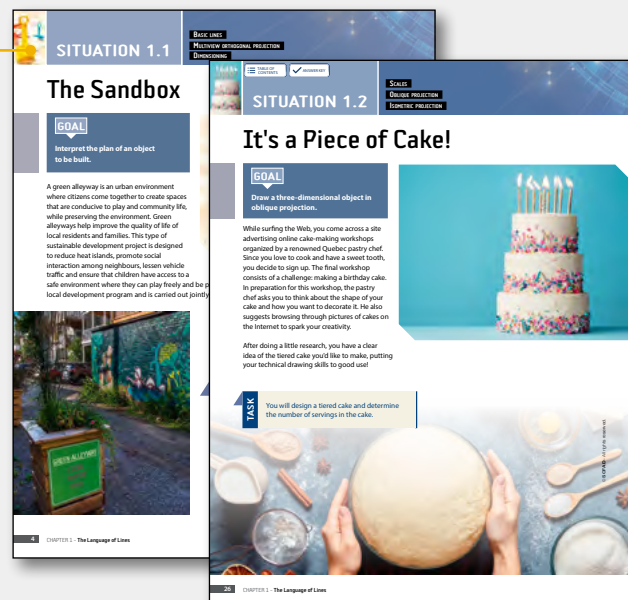 SITUATION 1.1
BASIC LINES
MULTIVIEW ORTHOGONAL PROJECTION
DIMENSIONING
The Sandbox
GOAL
Interpret the plan of an object
to be built.
A green alleyway is an urban environment
where citizens come together to create spaces
that are conducive to play and community life,
while preserving the environment. Green
alleyways help improve the quality of life of
local residents and families. This type of
sustainable development project is designed
to reduce heat islands, promote social
interaction among neighbours, lessen vehicle
traffic and ensure that children have access to a
safe environment where they can play freely and be p
local development program and is carried out jointly
GREEN ALLEYWAY
4 CHAPTER 1 – The Language of Lines
TABLE OF
CONTENTS
ANSWER KEY
SITUATION 1.2
SCALES
OBLIQUE PROJECTION
ISOMETRIC PROJECTION
It's a Piece of Cake!
GOAL
Draw a three-dimensional object in
oblique projection.
While surfing the Web, you come across a site
advertising online cake-making workshops
organized by a renowned Quebec pastry chef.
Since you love to cook and have a sweet tooth,
you decide to sign up. The final workshop
consists of a challenge: making a birthday cake.
In preparation for this workshop, the pastry
chef asks you to think about the shape of your
cake and how you want to decorate it. He also
suggests browsing through pictures of cakes on
the Internet to spark your creativity.
After doing a little research, you have a clear
idea of the tiered cake you'd like to make, putting
your technical drawing skills to good use!
TASK
You will design a tiered cake and determine
the number of servings in the cake.
© SOFAD - All rights reserved.
26 CHAPTER 1 – The Language of Lines